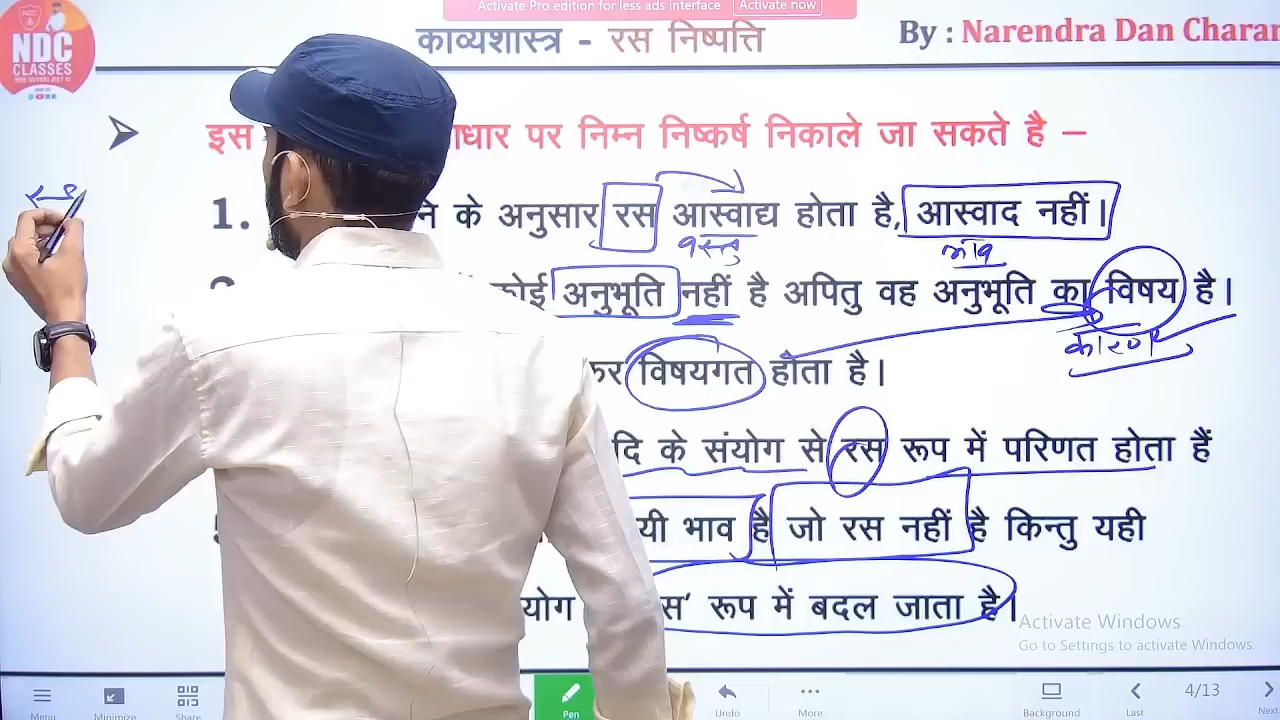 Activate Pro edition for less ads interface Activate now
NDC
CLASSES
काव्यशास्त्र - रस निष्पत्ति
By : Narendra Dan Charan
इस आधार पर निम्न निष्कर्ष निकाले जा सकते है –
1. के अनुसार रस आस्वाद्य होता है, आस्वाद नहीं।
वस्तु भाव
कोई अनुभूति नहीं है अपितु वह अनुभूति का विषय है।
कारण
विषयगत होता है।
के संयोग से रस रूप में परिणत होता हैं
भाव है जो रस नहीं है किन्तु यही
रूप में बदल जाता है।
Activate Windows
Go to Settings to activate Windows.
Menu Minimize Share Pen Undo More Background Last 4/13 Next